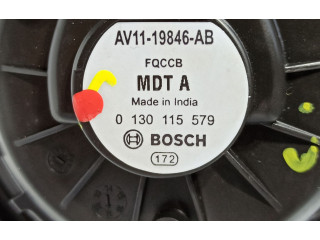 AV11-19846-AB
FQCCB
MDT A
Made in India
0 130 115 579
BOSCH
172